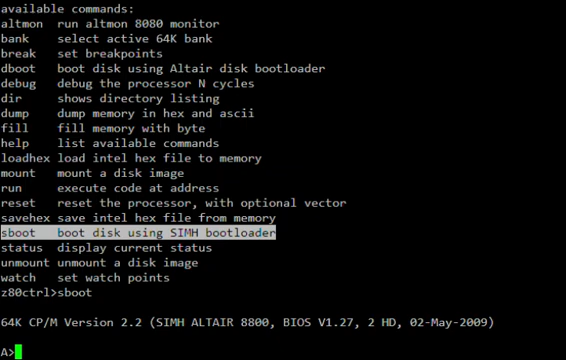 available commands:
altmon  run altmon 8080 monitor
bank    select active 64K bank
break   set breakpoints
dboot   boot disk using Altair disk bootloader
debug   debug the processor N cycles
dir     shows directory listing
dump    dump memory in hex and ascii
fill    fill memory with byte
help    list available commands
loadhex load intel hex file to memory
mount   mount a disk image
run     execute code at address
reset   reset the processor, with optional vector
savehex save intel hex file from memory
sboot   boot disk using SIMH bootloader
status  display current status
unmount unmount a disk image
watch   set watch points
z80ctrl>sboot
64K CP/M Version 2.2 (SIMH ALTAIR 8800, BIOS V1.27, 2 HD, 02-May-2009)
A>